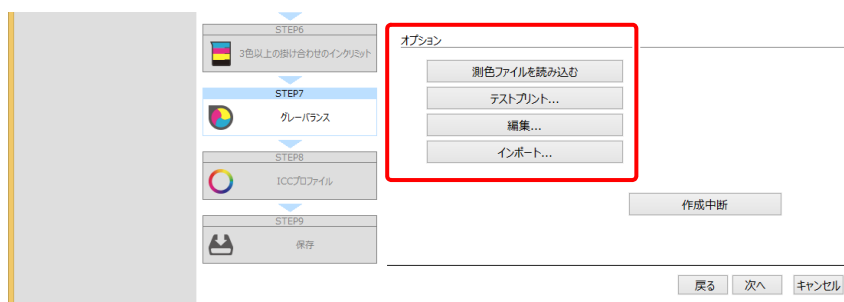 STEP6
3色以上の掛け合わせのインクリミット
STEP7
グレーバランス
STEP8
ICCプロファイル
STEP9
保存
オプション
測色ファイルを読み込む
テストプリント...
編集...
インポート...
作成中断
戻る
次へ
キャンセル